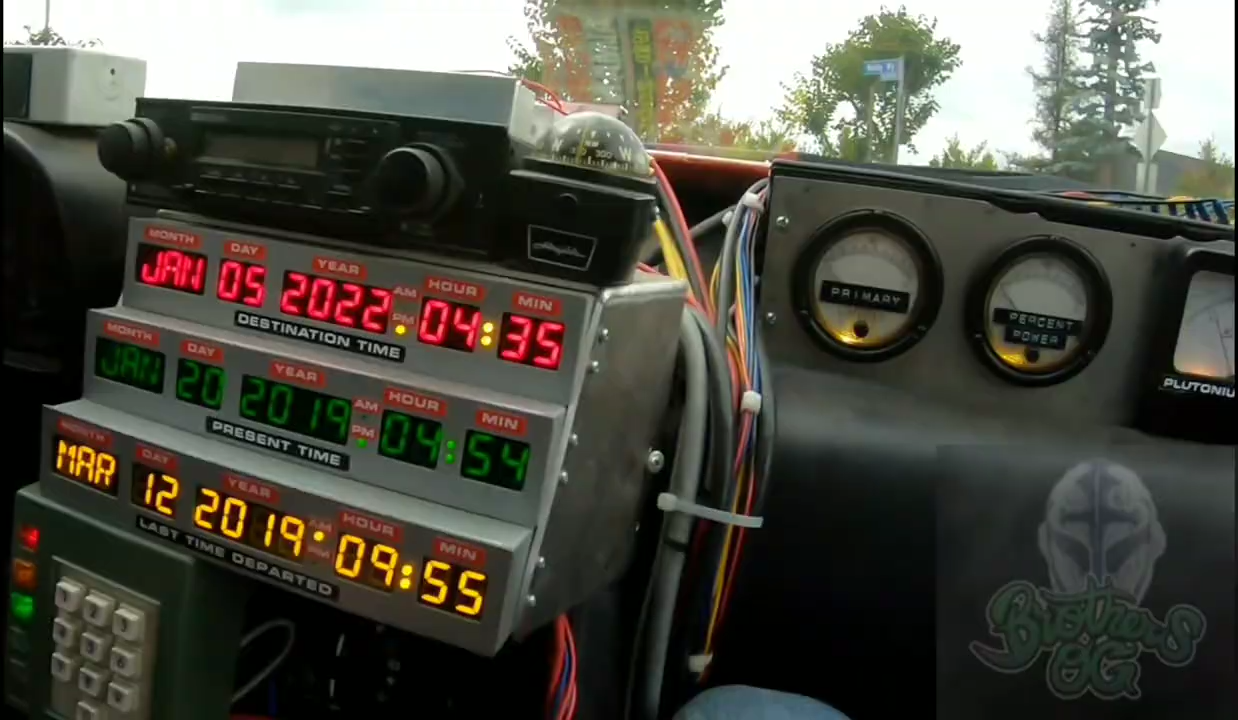 MONTH DAY YEAR AM PM HOUR MIN
JAN 05 2022 04:35
DESTINATION TIME
MONTH DAY YEAR AM PM HOUR MIN
JAN 20 2019 04:54
PRESENT TIME
MONTH DAY YEAR AM PM HOUR MIN
MAR 12 2019 09:55
LAST TIME DEPARTED
PRIMARY
PERCENT
POWER
PLUTONIU
Brothers
OG